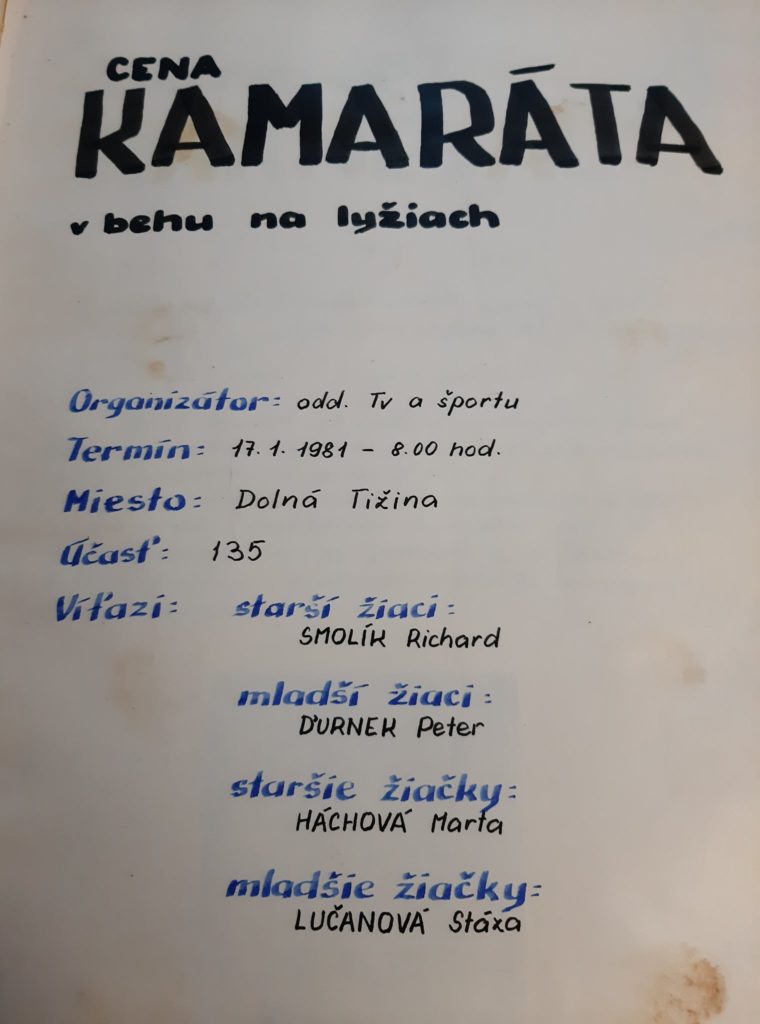 CENA
KAMARÁTA
v behu na lyžiach
Organizátor: odd. Tv a športu
Termín: 17.1.1981 - 8.00 hod.
Miesto: Dolná Tižina
Účasť: 135
Víťazi: starší žiaci:
SMOLÍK Richard
mladší žiaci:
ĎURNEK Peter
staršie žiačky:
HÁCHOVÁ Marta
mladšie žiačky:
LUČANOVÁ Stáxa